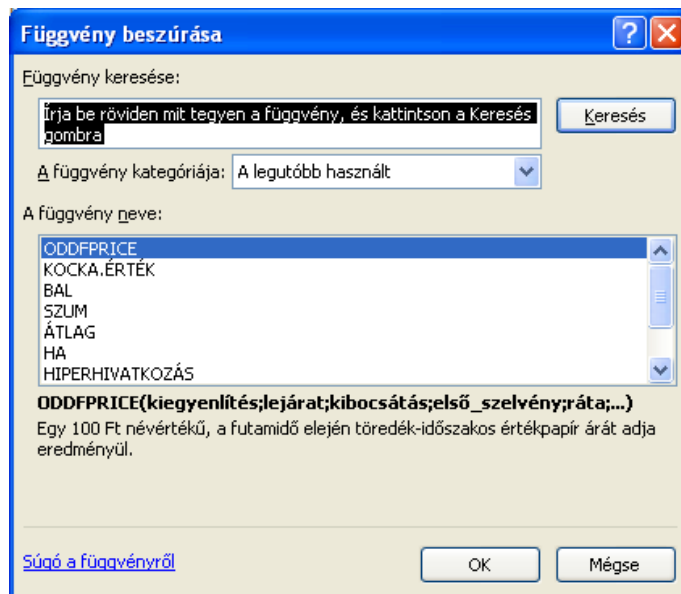 Függvény beszúrása
Függvény keresése:
Írja be röviden mit tegyen a függvény, és kattintson a Keresés
gombra
Keresés
A függvény kategóriája: A legutóbb használt
A függvény neve:
ODDFPRICE
KOCKA.ÉRTÉK
BAL
SZUM
ÁTLAG
HA
HIPERHIVATKOZÁS
ODDFPRICE(kiegyenlítés;lejárat;kibocsátás;első_szelvény;ráta;...)
Egy 100 Ft névértékű, a futamidő elején töredék-időszakos értékpapír árát adja
eredményül.
Súgó a függvényről
OK
Mégse